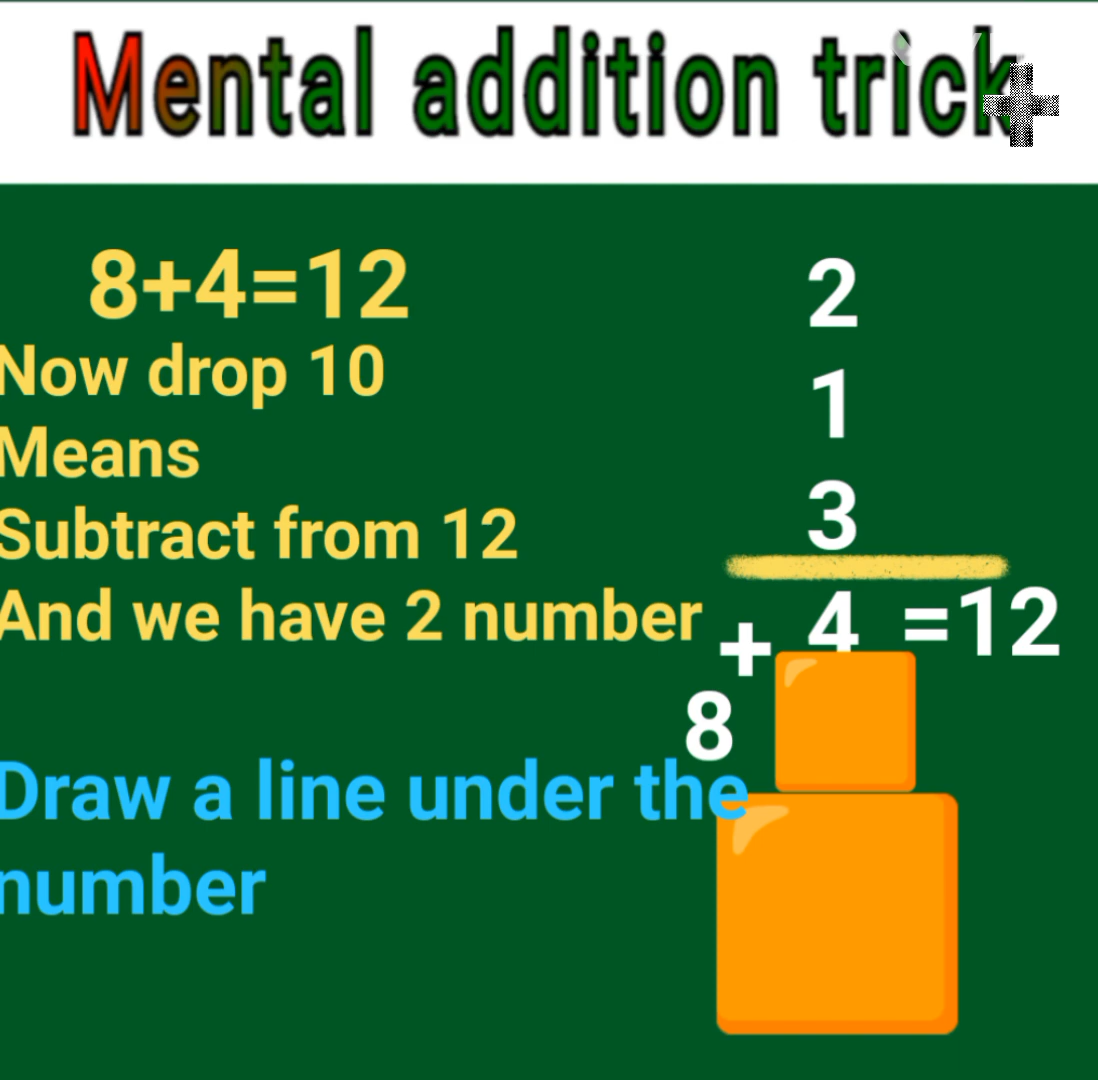 Mental addition trick
8+4=12
Now drop 10
Means
Subtract from 12
And we have 2 number
Draw a line under the
number
2
1
3
+ 4 =12
8